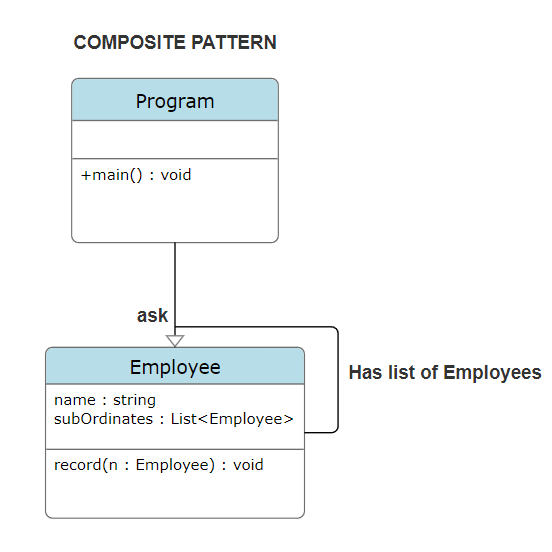 COMPOSITE PATTERN
Program
+main() : void
ask
Employee
name : string
subOrdinates : List<Employee>
Has list of Employees
record(n : Employee) : void